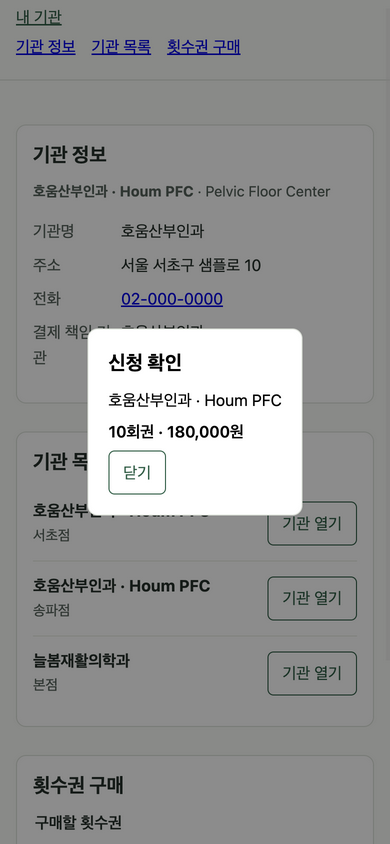 내 기관
기관 정보 기관 목록 횟수권 구매
기관 정보
호움산부인과 · Houm PFC · Pelvic Floor Center
기관명 호움산부인과
주소 서울 서초구 샘플로 10
전화 02-000-0000
결제 책임
관
신청 확인
호움산부인과 · Houm PFC
10회권 · 180,000원
닫기
기관
서초점
기관 열기
호움산부인과 · Houm PFC
송파점
기관 열기
늘봄재활의학과
본점
기관 열기
횟수권 구매
구매할 횟수권